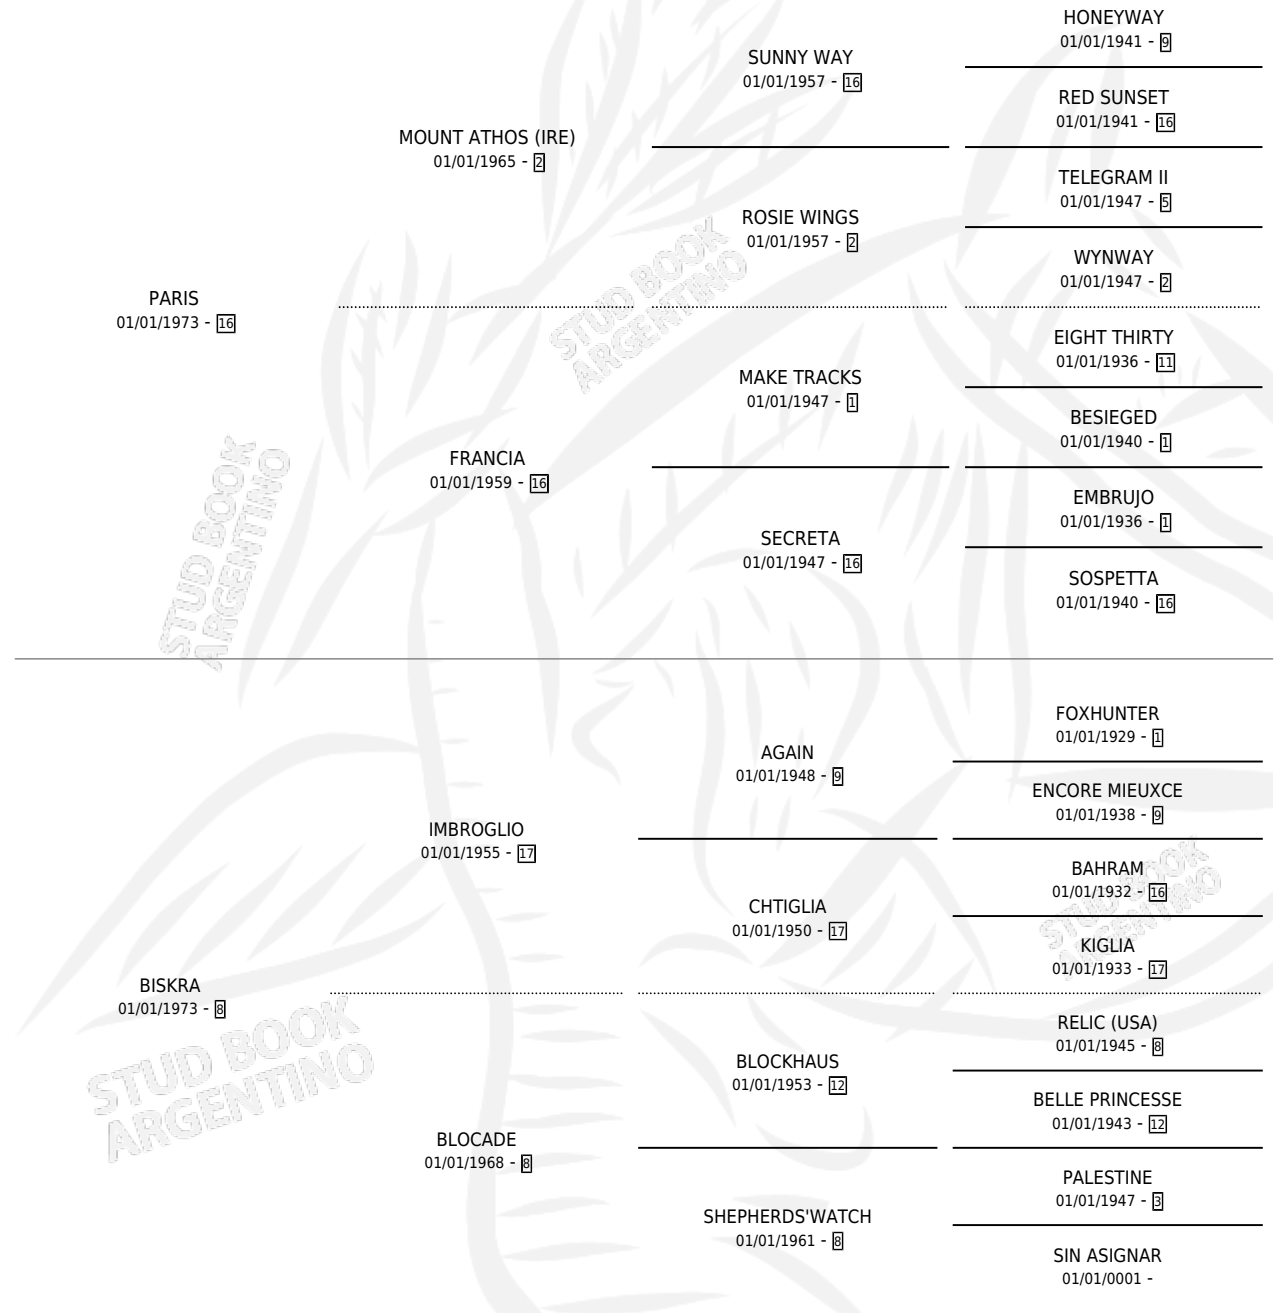 HONEYWAY
01/01/1941 - 9
SUNNY WAY
01/01/1957 - 16
RED SUNSET
01/01/1941 - 16
MOUNT ATHOS (IRE)
01/01/1965 - 2
TELEGRAM II
01/01/1947 - 5
ROSIE WINGS
01/01/1957 - 2
WYNWAY
01/01/1947 - 2
PARIS
01/01/1973 - 16
EIGHT THIRTY
01/01/1936 - 11
MAKE TRACKS
01/01/1947 - 1
BESIEGED
01/01/1940 - 1
FRANCIA
01/01/1959 - 16
EMBRUJO
01/01/1936 - 1
SECRETA
01/01/1947 - 16
SOSPETTA
01/01/1940 - 16
FOXHUNTER
01/01/1929 - 1
AGAIN
01/01/1948 - 9
ENCORE MIEUXCE
01/01/1938 - 9
IMBROGLIO
01/01/1955 - 17
BAHRAM
01/01/1932 - 16
CHTIGLIA
01/01/1950 - 17
KIGLIA
01/01/1933 - 17
BISKRA
01/01/1973 - 8
RELIC (USA)
01/01/1945 - 8
BLOCKHAUS
01/01/1953 - 12
BELLE PRINCESSE
01/01/1943 - 12
BLOCADE
01/01/1968 - 8
PALESTINE
01/01/1947 - 3
SHEPHERDS'WATCH
01/01/1961 - 8
SIN ASIGNAR
01/01/0001 -
STUD BOOK
ARGENTINO
STUD BOOK
ARGENTINO
STUD BOOK
ARGENTINO
STUD BOOK
ARGENTINO